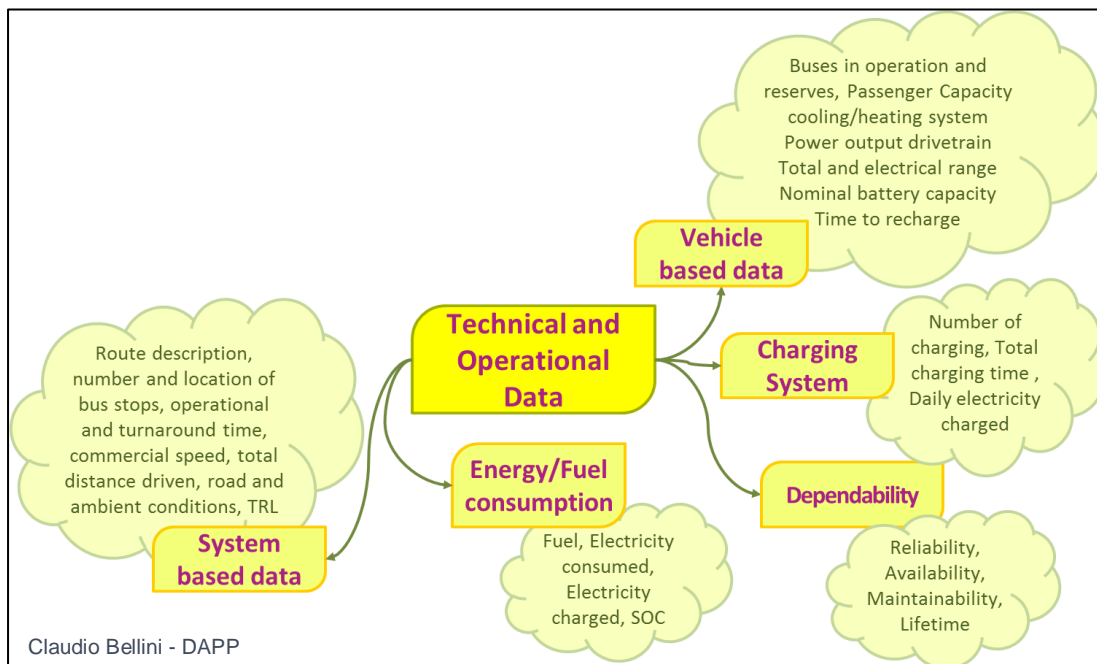 Buses in operation and
reserves, Passenger Capacity
cooling/heating system
Power output drivetrain
Total and electrical range
Nominal battery capacity
Time to recharge
Vehicle
based data
Technical and
Operational
Data
Number of
charging, Total
charging time ,
Daily electricity
charged
Charging
System
Route description,
number and location of
bus stops, operational
and turnaround time,
commercial speed, total
distance driven, road and
ambient conditions, TRL
System
based data
Energy/Fuel
consumption
Fuel, Electricity
consumed,
Electricity
charged, SOC
Dependability
Reliability,
Availability,
Maintainability,
Lifetime
Claudio Bellini - DAPP